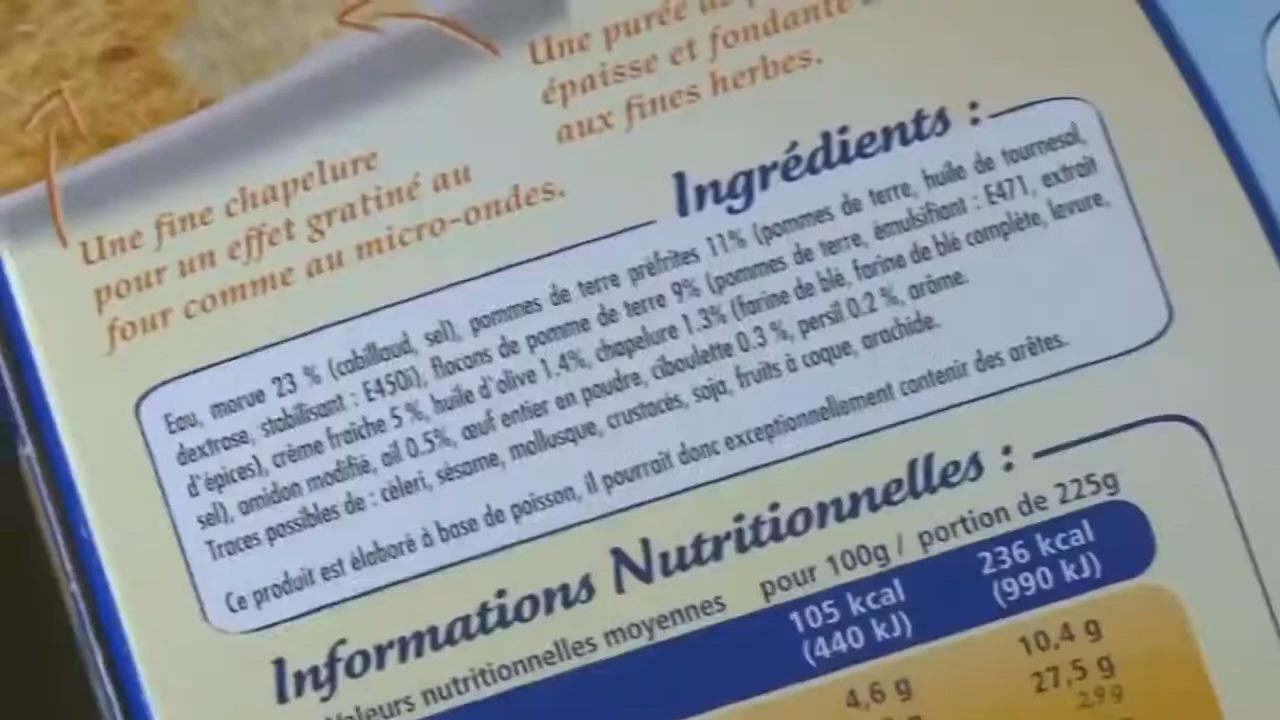 Une purée
épaisse et fondante
aux fines herbes.
Une fine chapelure
pour un effet gratiné au
four comme au micro-ondes.
Ingrédients :
Eau, morue 23 % (cabillaud, sel), pommes de terre préfrites 11% (pommes de terre, huile de tournesol,
dextrose, stabilisant : E450i), flocons de pomme de terre 9% (pommes de terre, émulsifiant : E471, extrait
d'épices), crème fraîche 5 %, huile d'olive 1.4%, chapelure 1.3% (farine de blé, farine de blé complète, levure,
sel), amidon modifié, ail 0.5%, œuf entier en poudre, ciboulette 0.3 %, persil 0.2 %, arôme.
Traces possibles de : céleri, sésame, mollusque, crustacés, soja, fruits à coque, arachide.
Ce produit est élaboré à base de poisson, il pourrait donc exceptionnellement contenir des arêtes.
Informations Nutritionnelles :
Valeurs nutritionnelles moyennes pour 100g / portion de 225g
105 kcal 236 kcal
(440 kJ) (990 kJ)
4,6 g 10,4 g
27,5 g
2,9 g